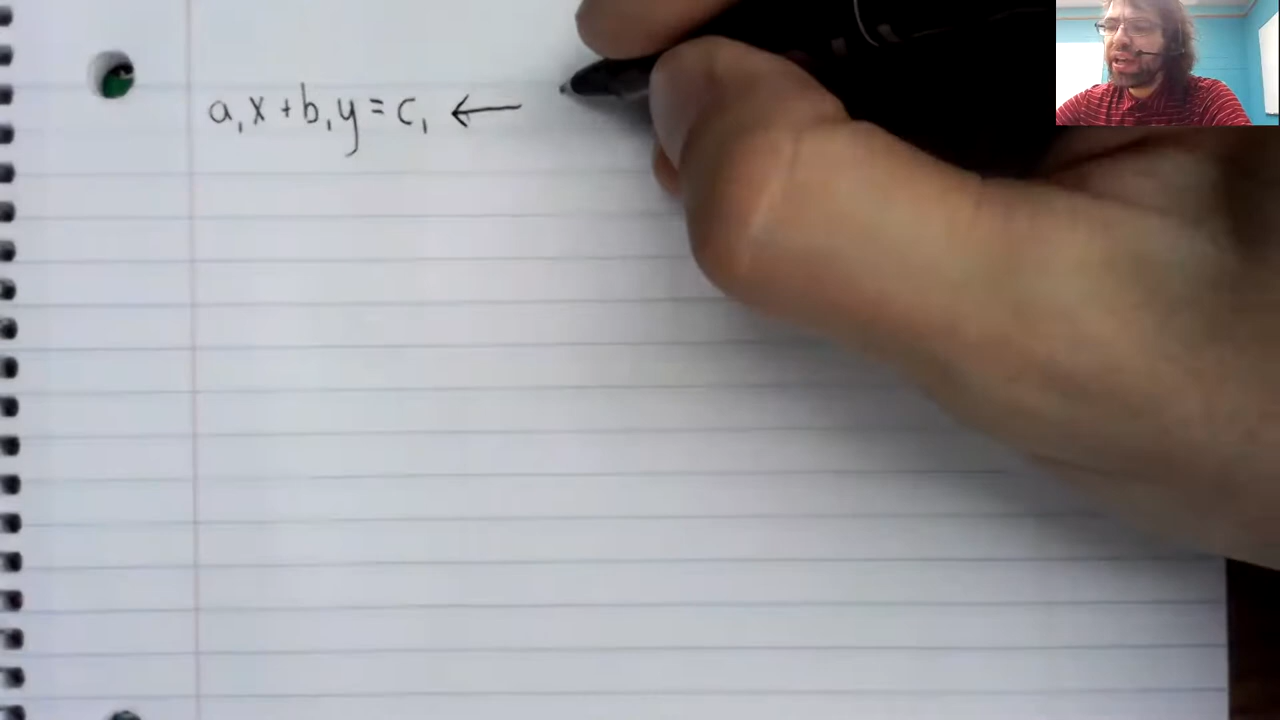 a₁x + b₁y = c₁ ←